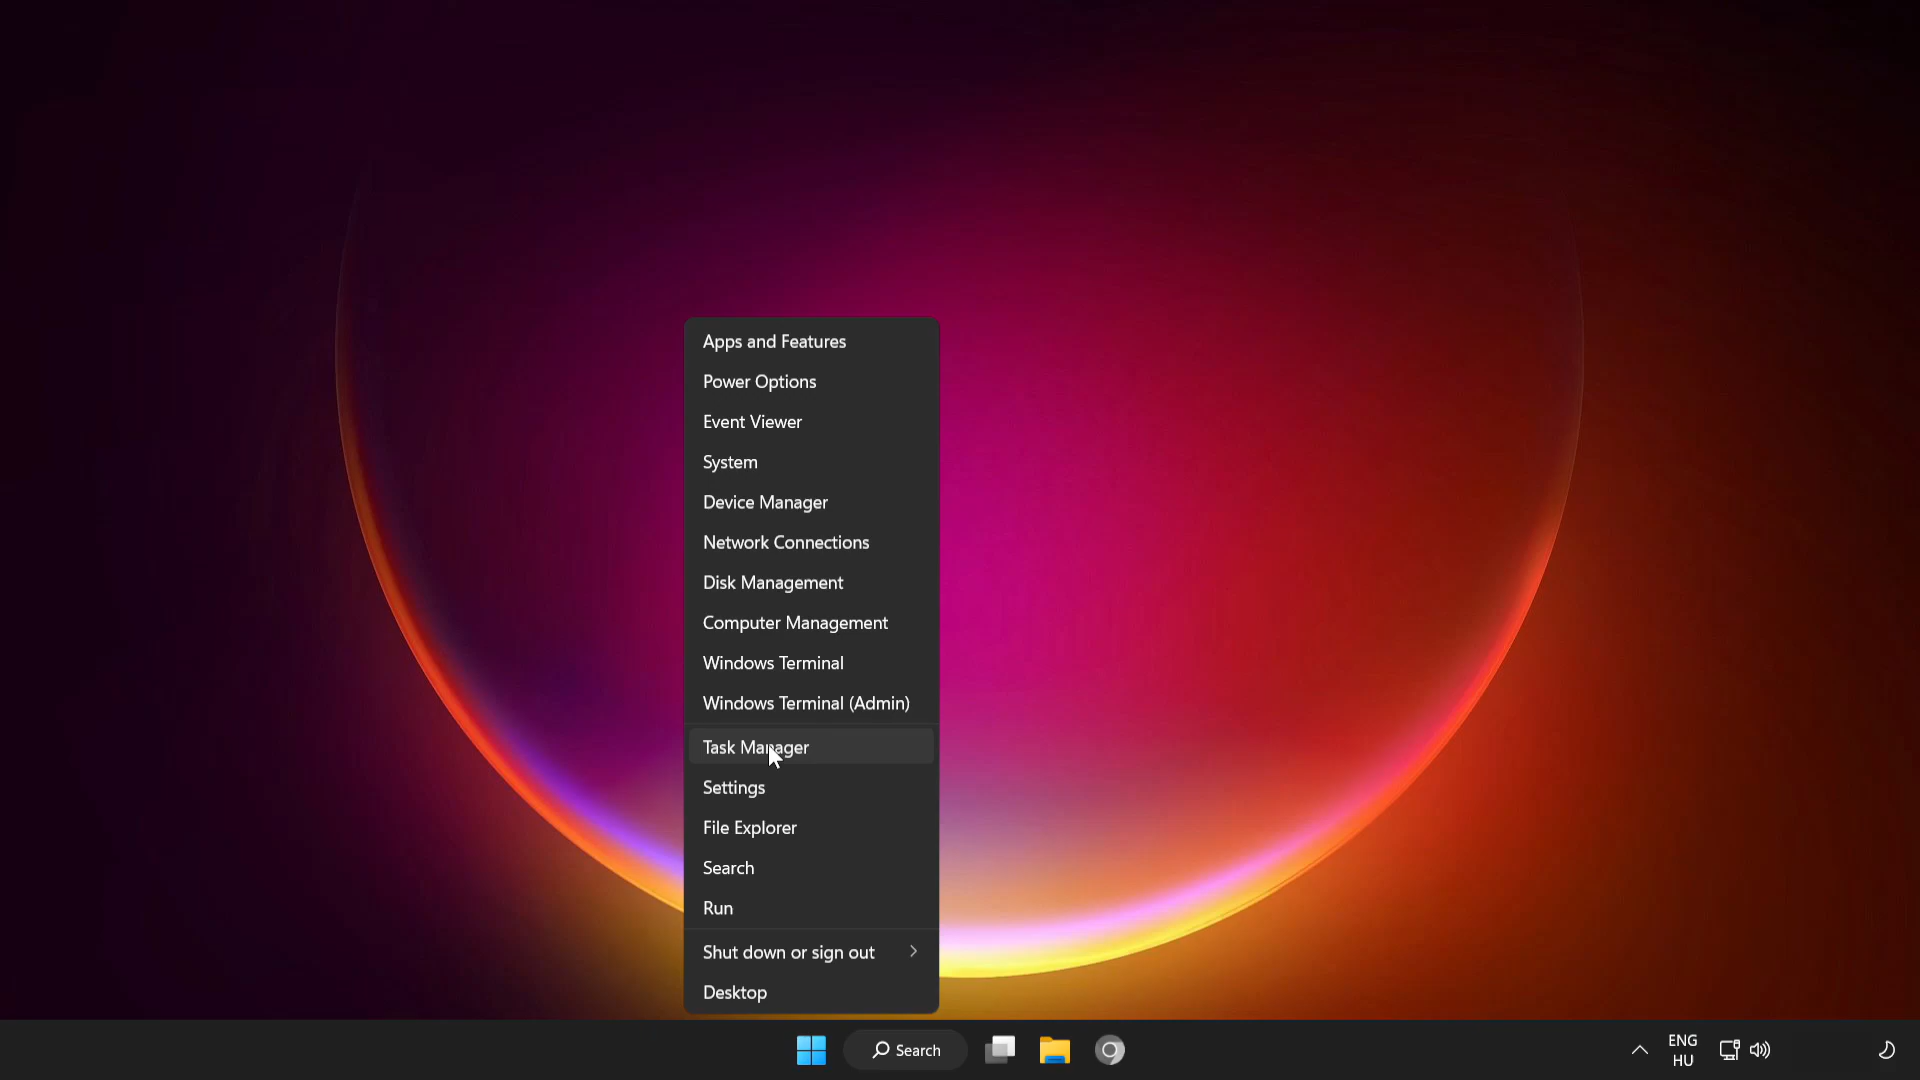 Apps and Features
Power Options
Event Viewer
System
Device Manager
Network Connections
Disk Management
Computer Management
Windows Terminal
Windows Terminal (Admin)
Task Manager
Settings
File Explorer
Search
Run
Shut down or sign out
Desktop
Search
ENG
HU